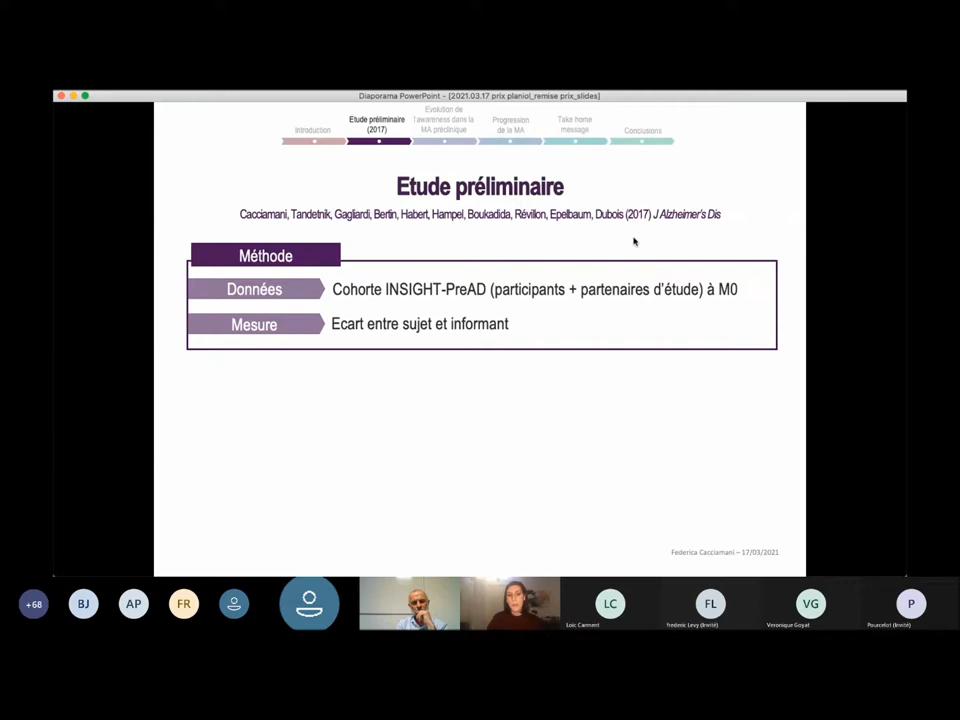 Diaporama PowerPoint - [2021.03.17 prix planiol_remise prix_slides]
Introduction
Etude préliminaire
(2017)
Evolution de
l'awareness dans la
MA préclinique
Progression
de la MA
Take home
message
Conclusions
Etude préliminaire
Cacciamani, Tandetnik, Gagliardi, Bertin, Habert, Hampel, Boukadida, Révillon, Epelbaum, Dubois (2017) J Alzheimer's Dis
Méthode
Données
Cohorte INSIGHT-PreAD (participants + partenaires d'étude) à M0
Mesure
Ecart entre sujet et informant
Federica Cacciamani – 17/03/2021
+68
BJ
AP
FR
LC
FL
VG
P
Loïc Carment
Frederic Levy (Invité)
Veronique Goyat
Pourcelot (Invité)